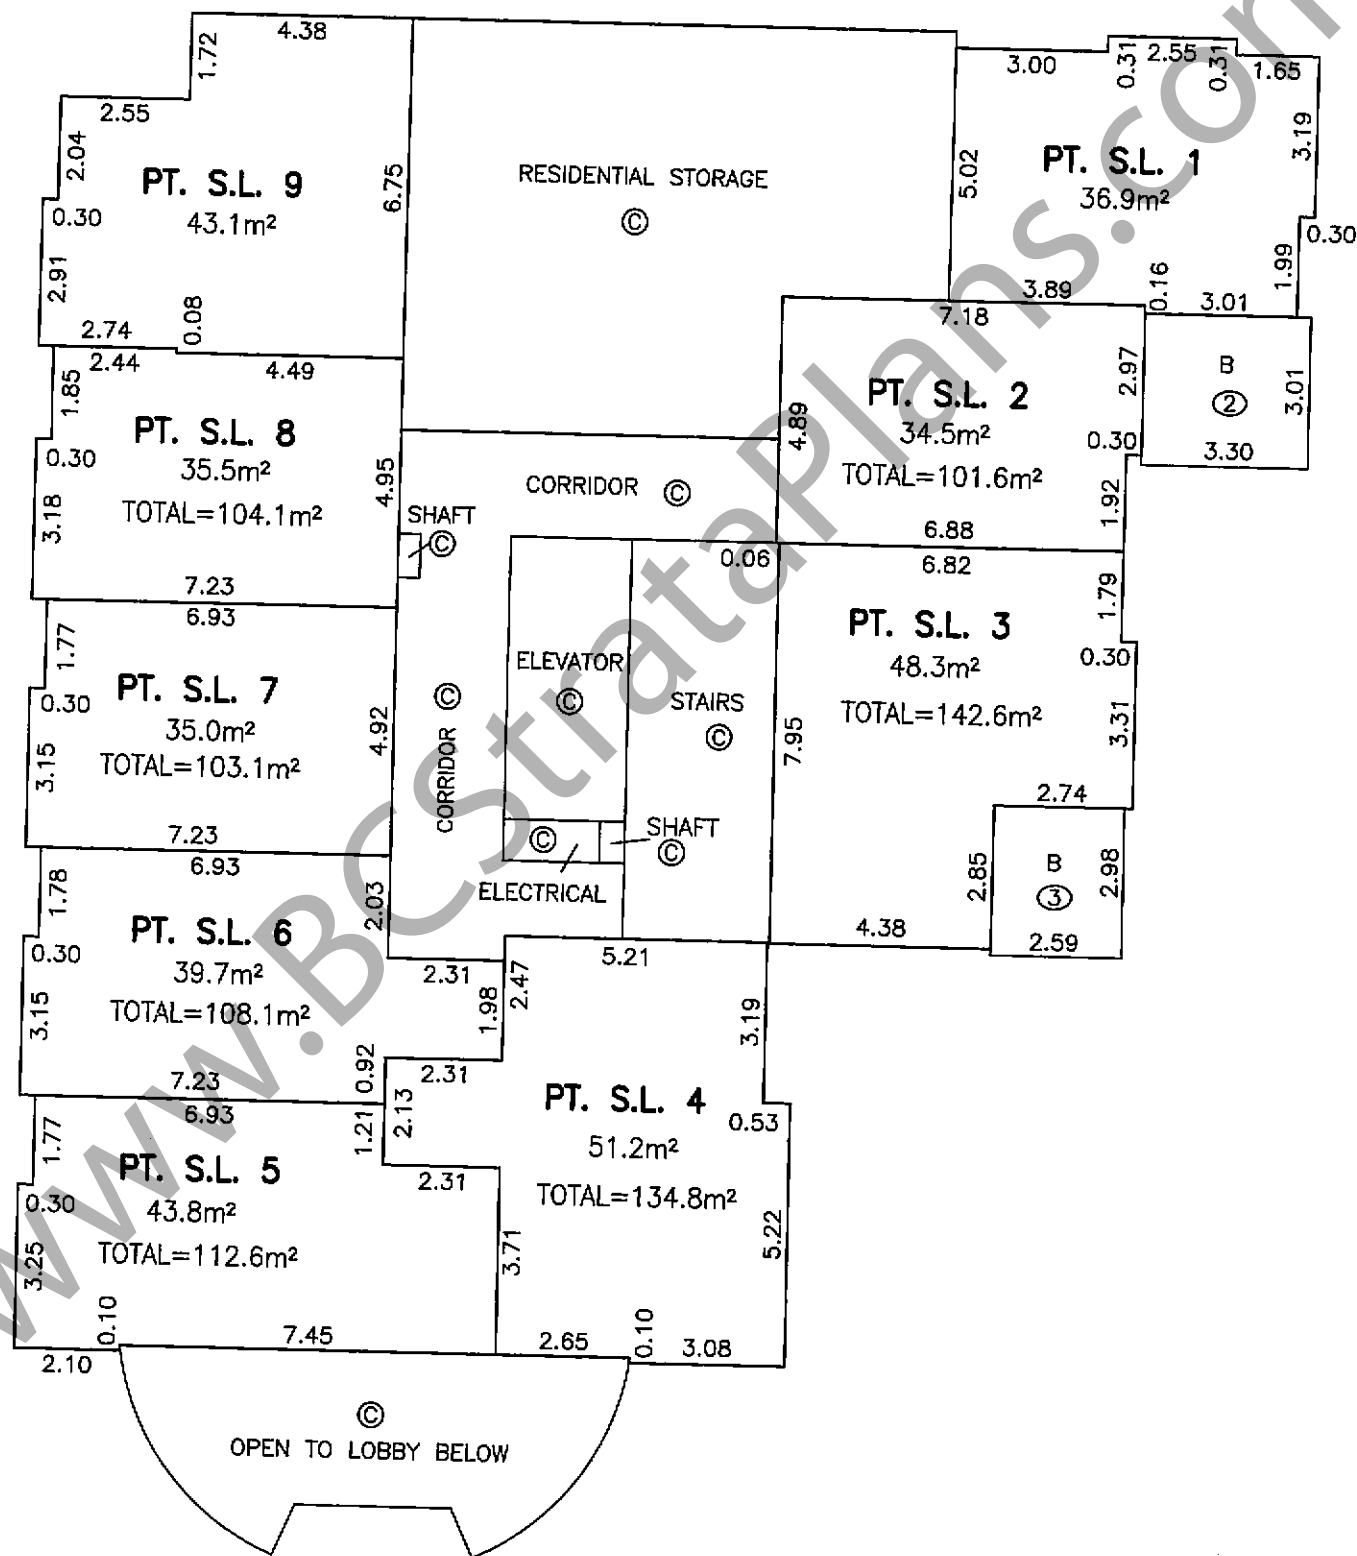 4.38
1.72
2.55
2.04
PT. S.L. 9
43.1m²
0.30
2.91
6.75
2.74
0.08
RESIDENTIAL STORAGE
©
3.00
0.31
2.55
0.31
1.65
3.19
PT. S.L. 1
36.9m²
5.02
0.30
1.99
0.16
3.89
3.01
7.18
2.44
4.49
1.85
PT. S.L. 8
35.5m²
TOTAL=104.1m²
0.30
3.18
4.95
7.23
PT. S.L. 2
34.5m²
TOTAL=101.6m²
4.89
2.97
0.30
1.92
6.88
B
2
3.01
3.30
CORRIDOR ©
SHAFT
©
0.06
6.93
1.77
PT. S.L. 7
35.0m²
TOTAL=103.1m²
0.30
3.15
4.92
7.23
ELEVATOR
©
STAIRS
©
CORRIDOR ©
6.82
1.79
PT. S.L. 3
48.3m²
TOTAL=142.6m²
0.30
3.31
7.95
2.74
2.85
B
3
2.98
4.38
2.59
©
SHAFT
©
ELECTRICAL
6.93
1.78
PT. S.L. 6
39.7m²
TOTAL=108.1m²
0.30
3.15
2.03
2.31
1.98
2.47
5.21
0.92
2.31
7.23
3.19
PT. S.L. 4
51.2m²
TOTAL=134.8m²
0.53
5.22
2.13
1.21
2.31
3.71
2.65
0.10
3.08
6.93
1.77
PT. S.L. 5
43.8m²
TOTAL=112.6m²
0.30
3.25
0.10
2.10
7.45
©
OPEN TO LOBBY BELOW
www.BCStrataPlans.com